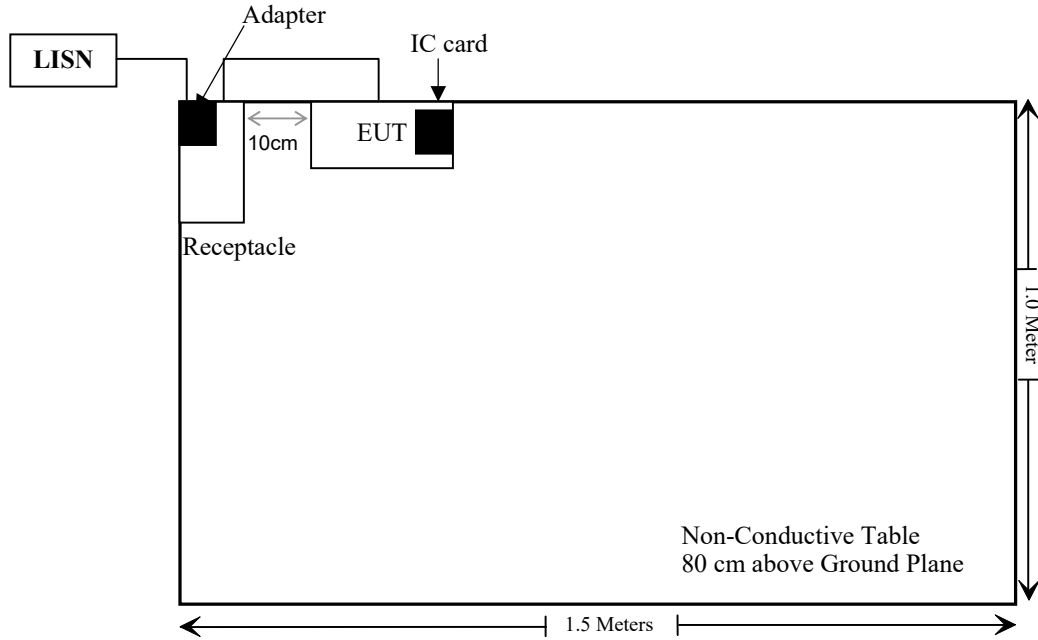 Adapter
LISN
IC card
EUT
10cm
Receptacle
1.0 Meter
Non-Conductive Table
80 cm above Ground Plane
1.5 Meters